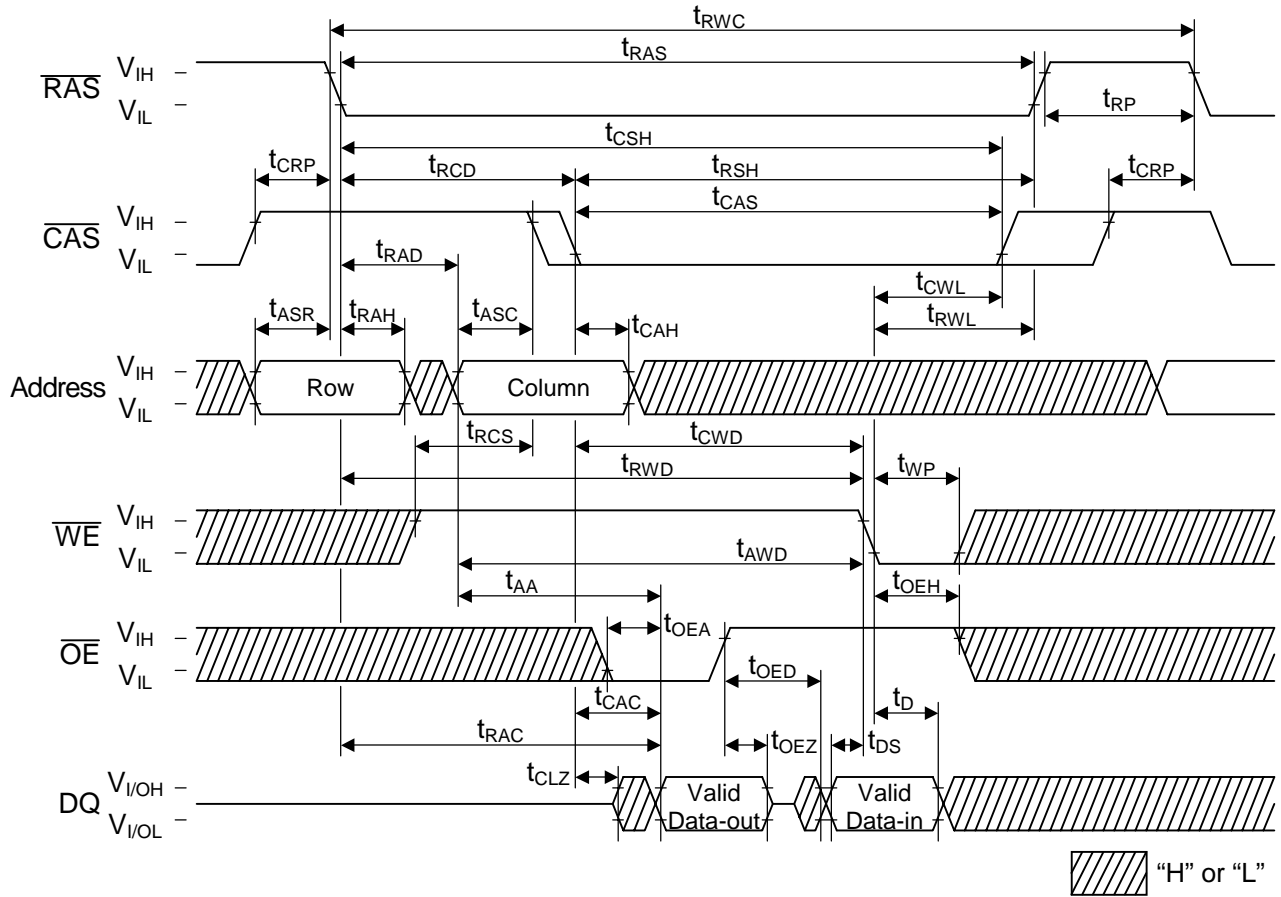 tRWC
tRAS
VIH
RAS
VIL
tRP
tCSH
tCRP
tRCD
tRSH
tCRP
tCAS
VIH
CAS
VIL
tRAD
tCWL
tASR
tRAH
tASC
tCAH
tRWL
VIH
Address
Row
Column
VIL
tRCS
tCWD
tRWD
tWP
VIH
WE
VIL
tAWD
tAA
tOEH
tOEA
VIH
OE
VIL
tOED
tCAC
tD
tRAC
tOEZ
tDS
tCLZ
VI/OH
DQ
Valid
Data-out
Valid
Data-in
VI/OL
“H” or “L”